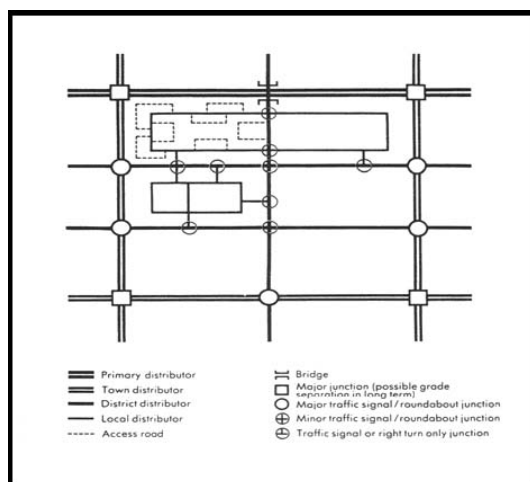 Primary distributor
Town distributor
District distributor
Local distributor
Access road
Bridge
Major junction (possible grade
separation in long term)
Major traffic signal/roundabout junction
Minor traffic signal/roundabout junction
Traffic signal or right turn only junction